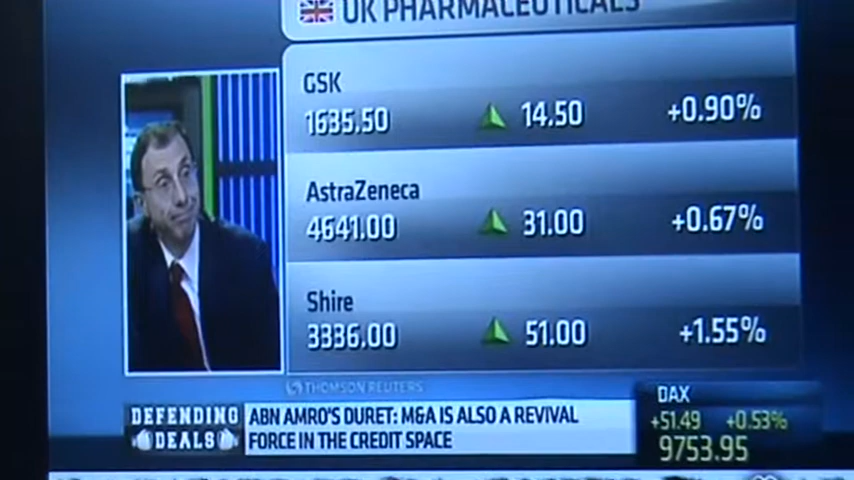 UK PHARMACEUTICALS
GSK
1635.50 14.50 +0.90%
AstraZeneca
4641.00 31.00 +0.67%
Shire
3336.00 51.00 +1.55%
THOMSON REUTERS
DEFENDING DEALS
ABN AMRO'S DURET: M&A IS ALSO A REVIVAL
FORCE IN THE CREDIT SPACE
DAX
+51.49 +0.53%
9753.95